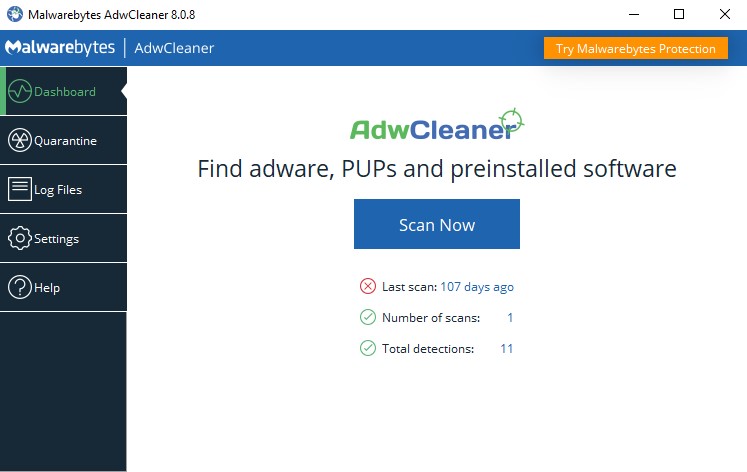 Malwarebytes AdwCleaner 8.0.8
Malwarebytes AdwCleaner
Try Malwarebytes Protection
Dashboard
Quarantine
Log Files
Settings
Help
AdwCleaner
Find adware, PUPs and preinstalled software
Scan Now
Last scan: 107 days ago
Number of scans: 1
Total detections: 11